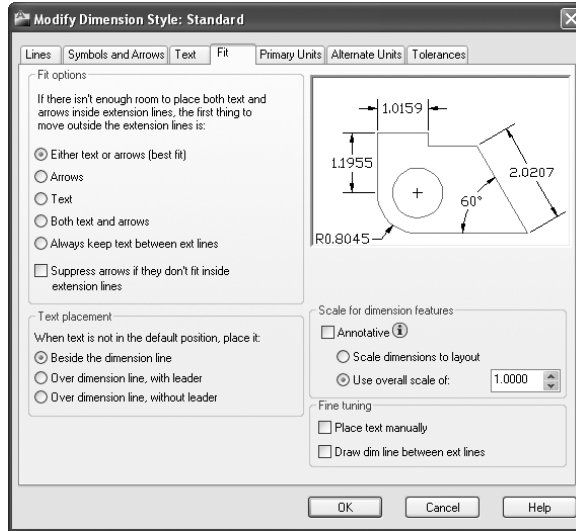 Modify Dimension Style: Standard
Lines
Symbols and Arrows
Text
Fit
Primary Units
Alternate Units
Tolerances
Fit options
If there isn't enough room to place both text and
arrows inside extension lines, the first thing to
move outside the extension lines is:
Either text or arrows (best fit)
Arrows
Text
Both text and arrows
Always keep text between ext lines
Suppress arrows if they don't fit inside
extension lines
Text placement
When text is not in the default position, place it:
Beside the dimension line
Over dimension line, with leader
Over dimension line, without leader
1.0159
1.1955
2.0207
60°
R0.8045
Scale for dimension features
Annotative
Scale dimensions to layout
Use overall scale of:
1.0000
Fine tuning
Place text manually
Draw dim line between ext lines
OK
Cancel
Help